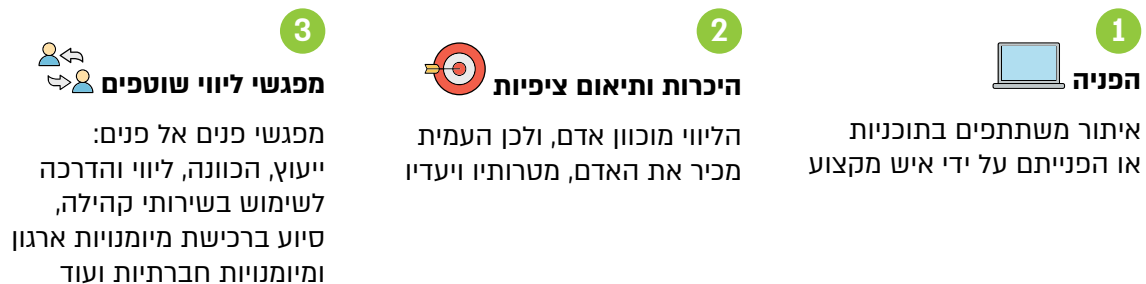 1
הפניה
איתור משתתפים בתוכניות
או הפנייתם על ידי איש מקצוע
2
היכרות ותיאום ציפיות
הליווי מוכוון אדם, ולכן העמית
מכיר את האדם, מטרותיו ויעדיו
3
מפגשי ליווי שוטפים
מפגשי פנים אל פנים:
ייעוץ, הכוונה, ליווי והדרכה
לשימוש בשירותי קהילה,
סיוע ברכישת מיומנויות ארגון
ומיומנויות חברתיות ועוד